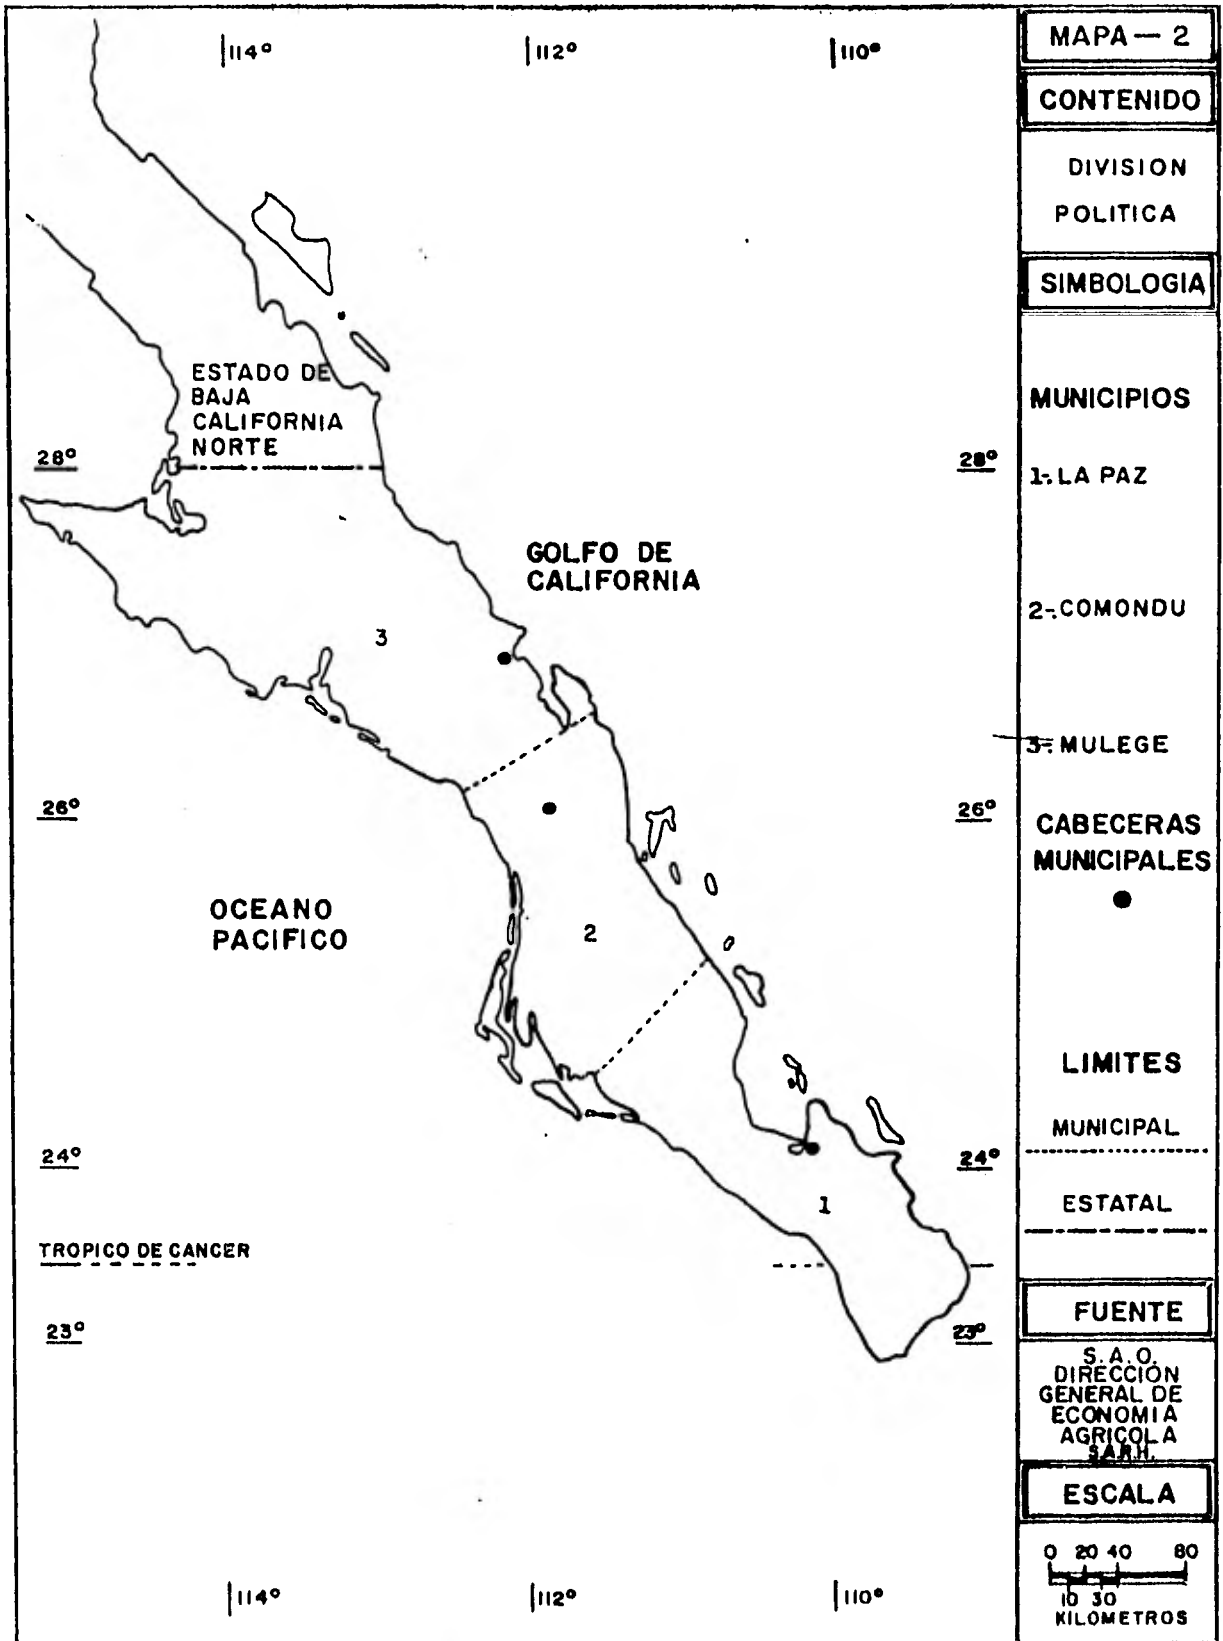 114°
112°
110°
ESTADO DE
BAJA
CALIFORNIA
NORTE
28°
28°
GOLFO DE
CALIFORNIA
3
26°
26°
OCEANO
PACIFICO
2
24°
24°
1
TROPICO DE CANCER
23°
23°
114°
112°
110°
MAPA — 2
CONTENIDO
DIVISION
POLITICA
SIMBOLOGIA
MUNICIPIOS
1-. LA PAZ
2-. COMONDU
3-. MULEGE
CABECERAS
MUNICIPALES
LIMITES
MUNICIPAL
ESTATAL
FUENTE
S. A. O.
DIRECCIÓN
GENERAL DE
ECONOMIA
AGRICOLA
S.A.R.H.
ESCALA
0 20 40 80
10 30
KILOMETROS